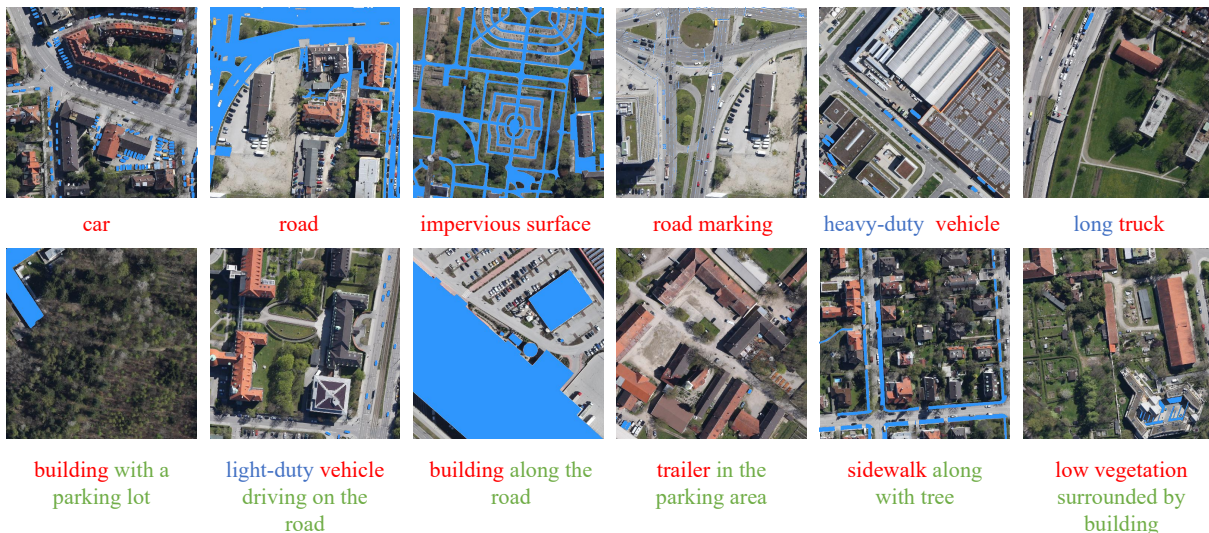 car
road
impervious surface
road marking
heavy-duty vehicle
long truck
building with a
parking lot
light-duty vehicle
driving on the
road
building along the
road
trailer in the
parking area
sidewalk along
with tree
low vegetation
surrounded by
building